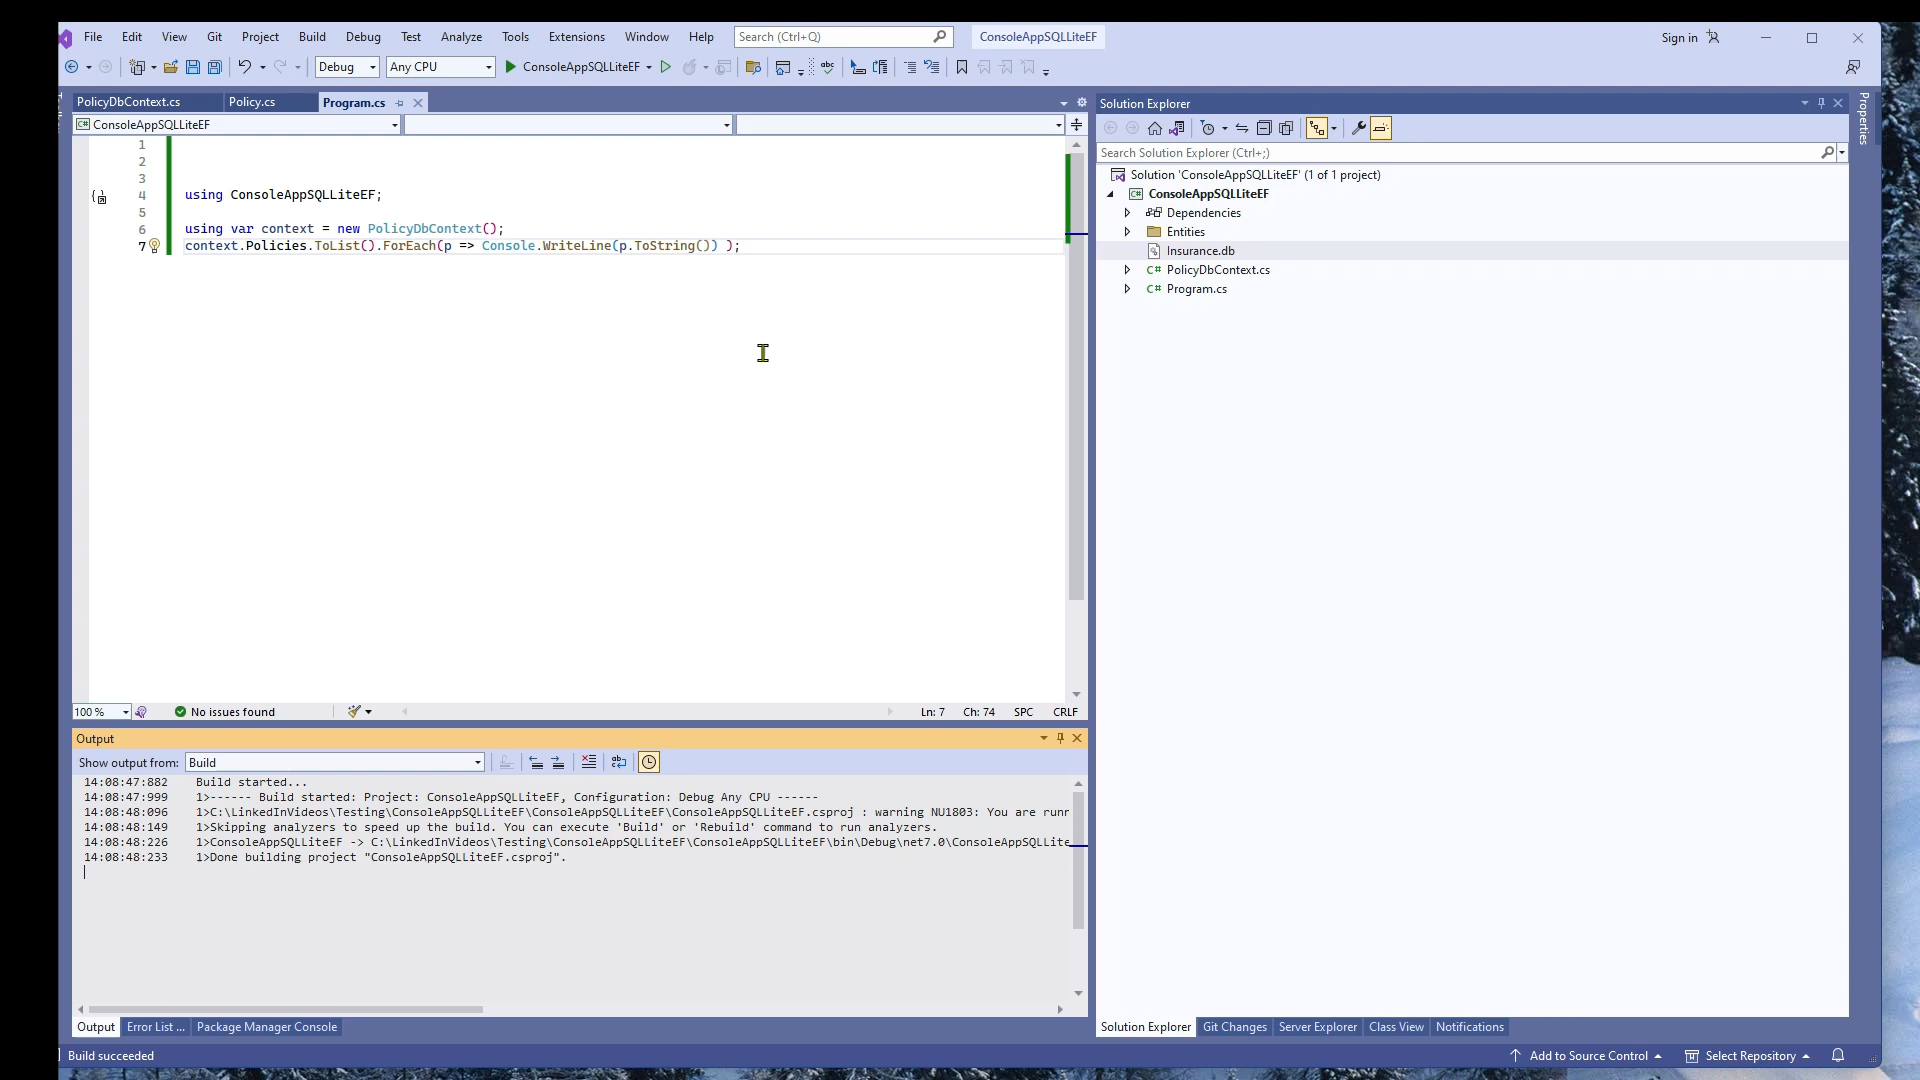 File Edit View Git Project Build Debug Test Analyze Tools Extensions Window Help Search (Ctrl+Q) ConsoleAppSQLLiteEF Sign in
Debug Any CPU ConsoleAppSQLLiteEF
PolicyDbContext.cs Policy.cs Program.cs
ConsoleAppSQLLiteEF
1
2
3
4 using ConsoleAppSQLLiteEF;
5
6 using var context = new PolicyDbContext();
7 context.Policies.ToList().ForEach(p => Console.WriteLine(p.ToString()) );
100 % No issues found Ln: 7 Ch: 74 SPC CRLF
Output
Show output from: Build
14:08:47:882 Build started...
14:08:47:999 1>------ Build started: Project: ConsoleAppSQLLiteEF, Configuration: Debug Any CPU ------
14:08:48:096 1>C:\LinkedInVideos\Testing\ConsoleAppSQLLiteEF\ConsoleAppSQLLiteEF\ConsoleAppSQLLiteEF.csproj : warning NU1803: You are runr
14:08:48:149 1>Skipping analyzers to speed up the build. You can execute 'Build' or 'Rebuild' command to run analyzers.
14:08:48:226 1>ConsoleAppSQLLiteEF -> C:\LinkedInVideos\Testing\ConsoleAppSQLLiteEF\ConsoleAppSQLLiteEF\bin\Debug\net7.0\ConsoleAppSQLLite
14:08:48:233 1>Done building project "ConsoleAppSQLLiteEF.csproj".
Output Error List ... Package Manager Console
Solution Explorer
Search Solution Explorer (Ctrl+;)
Solution 'ConsoleAppSQLLiteEF' (1 of 1 project)
C# ConsoleAppSQLLiteEF
Dependencies
Entities
Insurance.db
C# PolicyDbContext.cs
C# Program.cs
Properties
Solution Explorer Git Changes Server Explorer Class View Notifications
Build succeeded Add to Source Control Select Repository